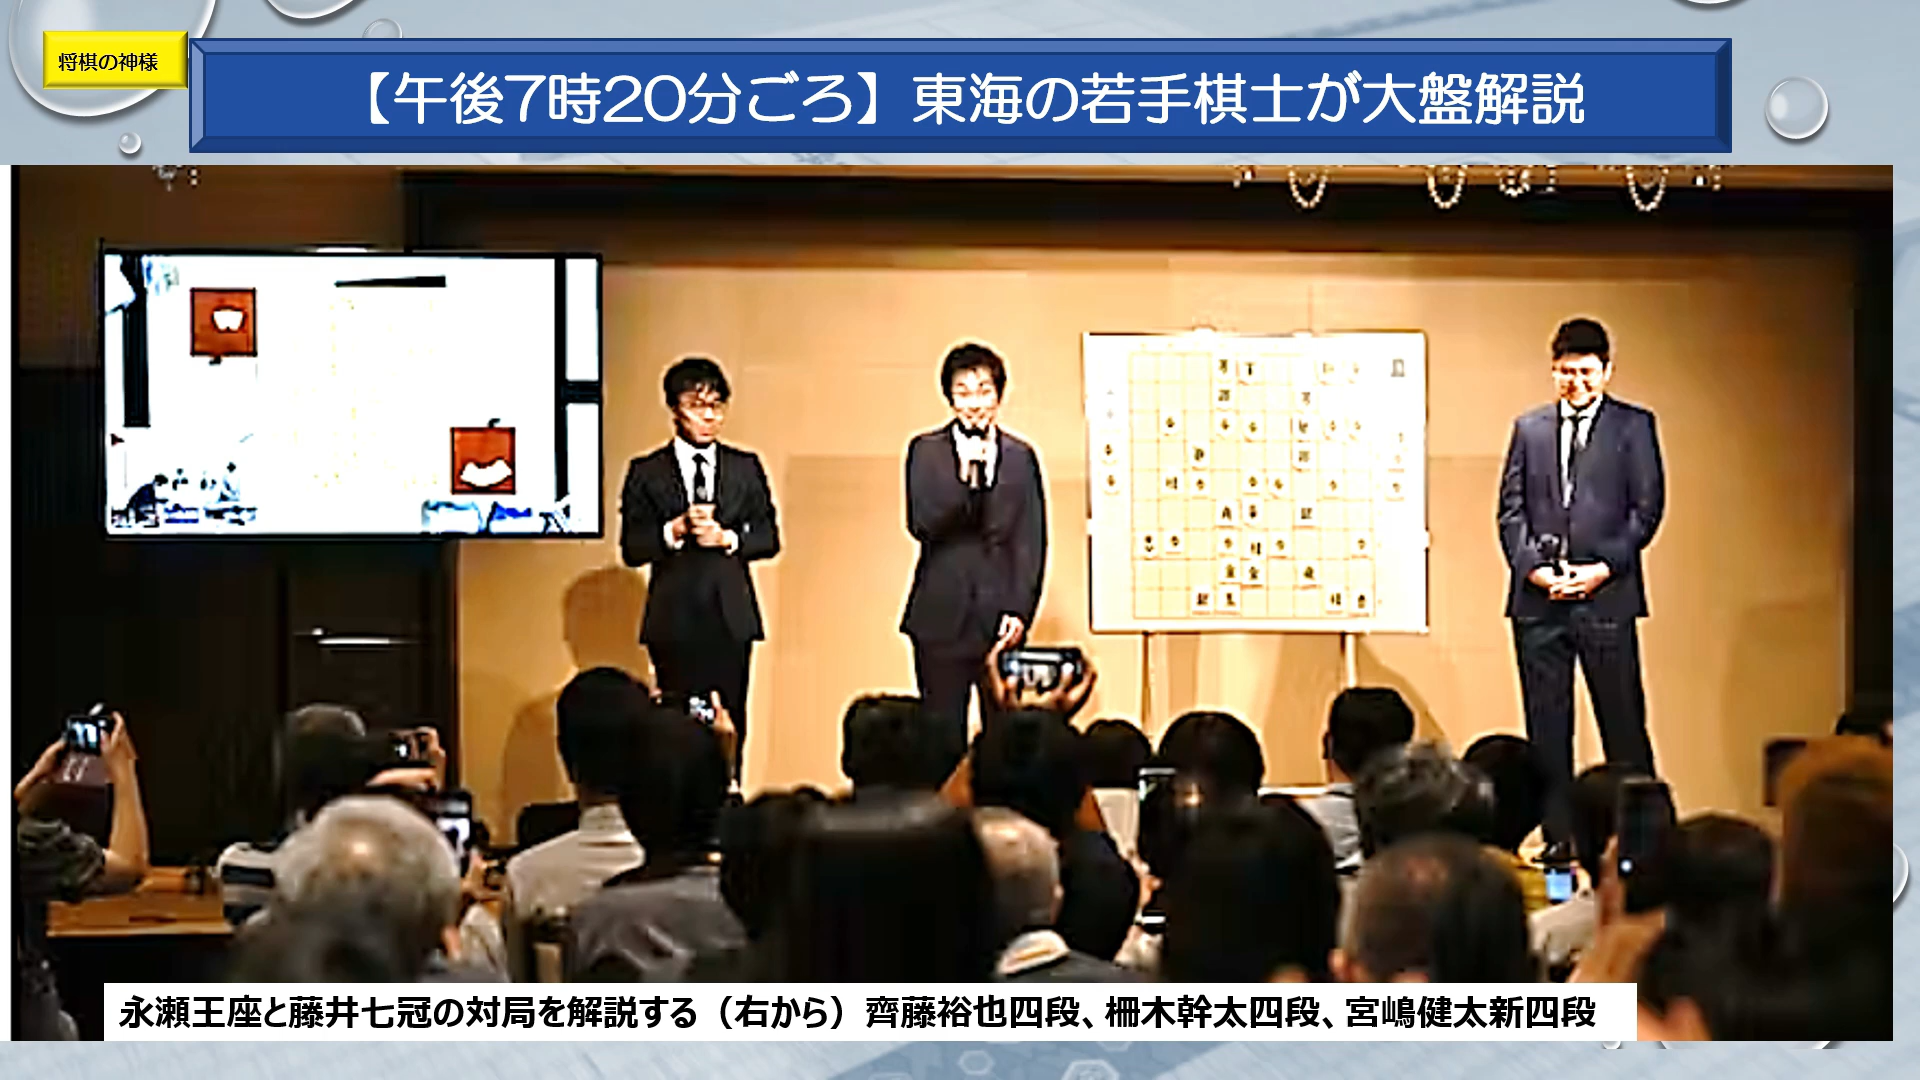 将棋の神様
【午後7時20分ごろ】東海の若手棋士が大盤解説
永瀬王座と藤井七冠の対局を解説する（右から）齊藤裕也四段、柵木幹太四段、宮嶋健太新四段